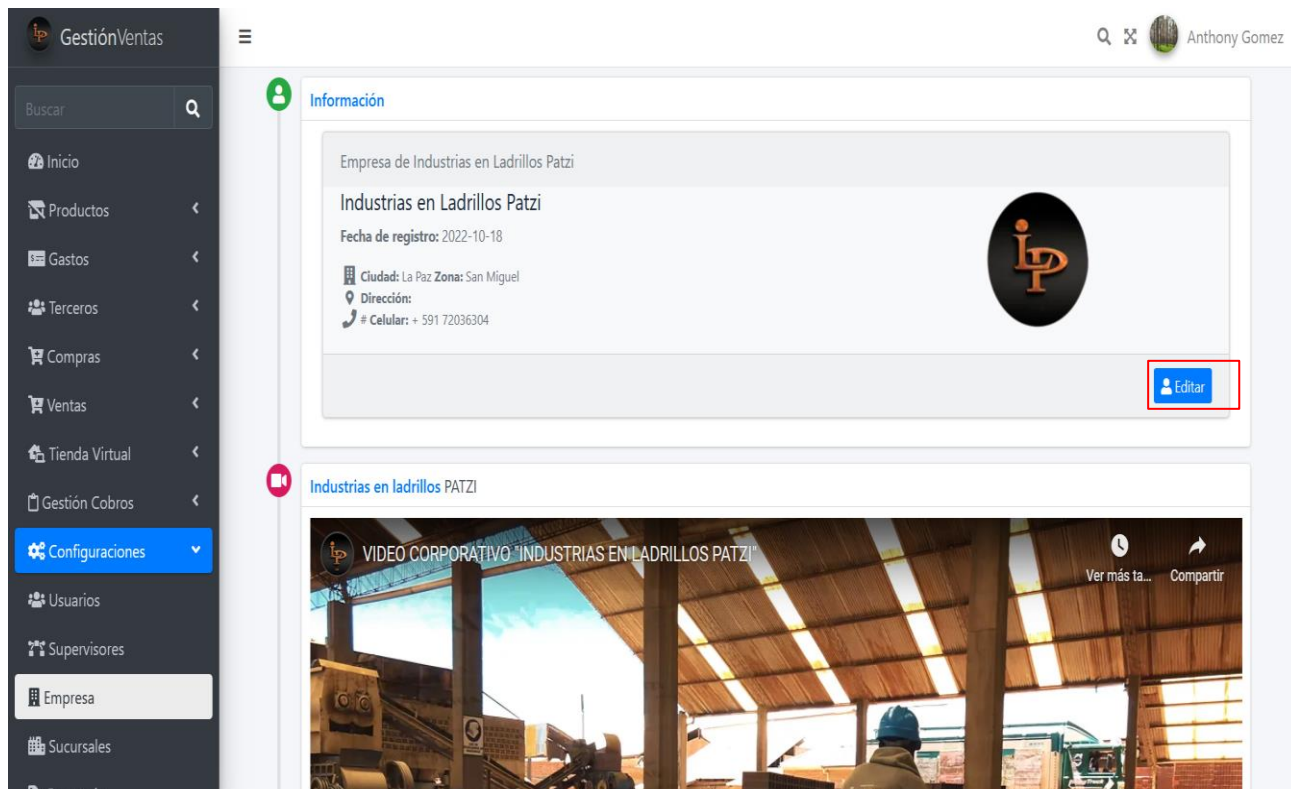 GestiónVentas
Anthony Gomez
Buscar
Inicio
Productos
Gastos
Terceros
Compras
Ventas
Tienda Virtual
Gestión Cobros
Configuraciones
Usuarios
Supervisores
Empresa
Sucursales
Información
Empresa de Industrias en Ladrillos Patzi
Industrias en Ladrillos Patzi
Fecha de registro: 2022-10-18
Ciudad: La Paz Zona: San Miguel
Dirección:
# Celular: + 591 72036304
LP
Editar
Industrias en ladrillos PATZI
VIDEO CORPORATIVO "INDUSTRIAS EN LADRILLOS PATZI"
Ver más ta...
Compartir